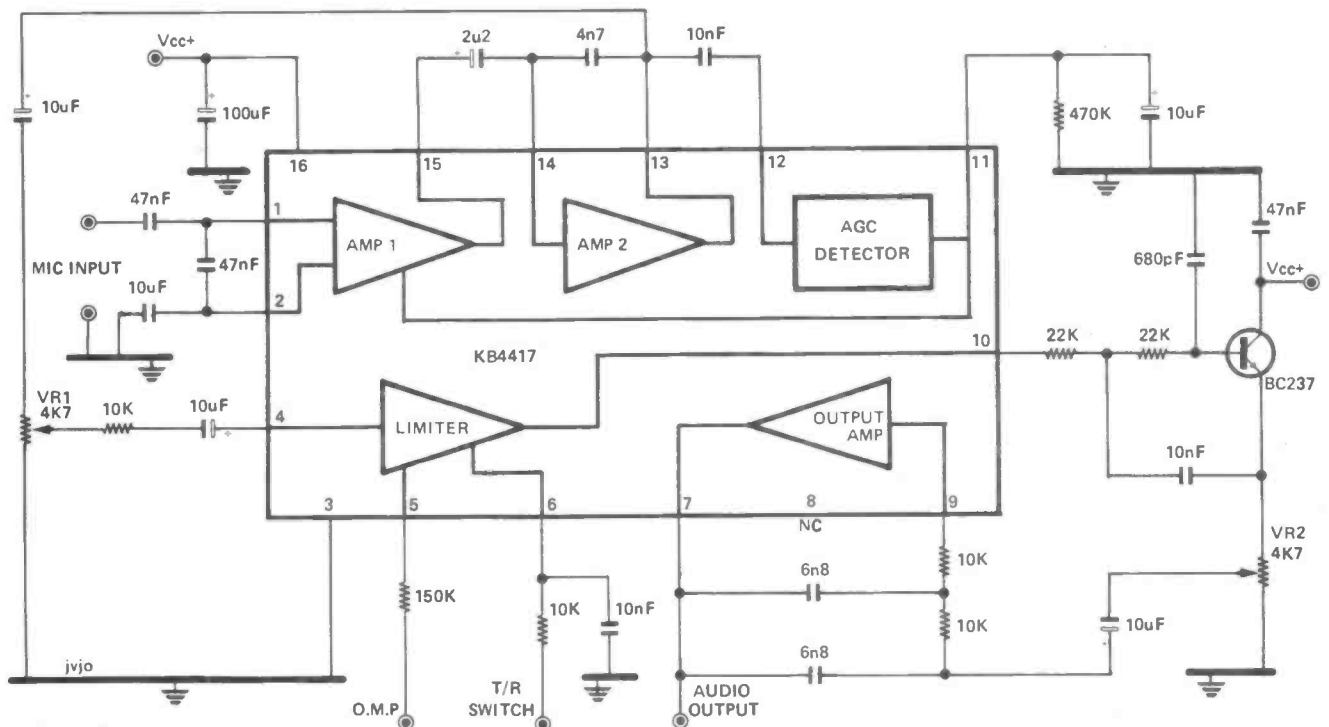 2u2
4n7
10nF
Vcc+
10uF
100uF
470K
10uF
16
15
14
13
12
11
47nF
1
AMP 1
AMP 2
AGC
DETECTOR
47nF
680pF
Vcc+
MIC INPUT
47nF
10uF
2
KB4417
10
22K
22K
BC237
VR1
4K7
10K
10uF
4
LIMITER
OUTPUT
AMP
10nF
3
5
6
7
8
NC
9
VR2
4K7
10K
6n8
150K
10K
10nF
10K
10uF
6n8
jvjo
O.M.P
T/R
SWITCH
AUDIO
OUTPUT